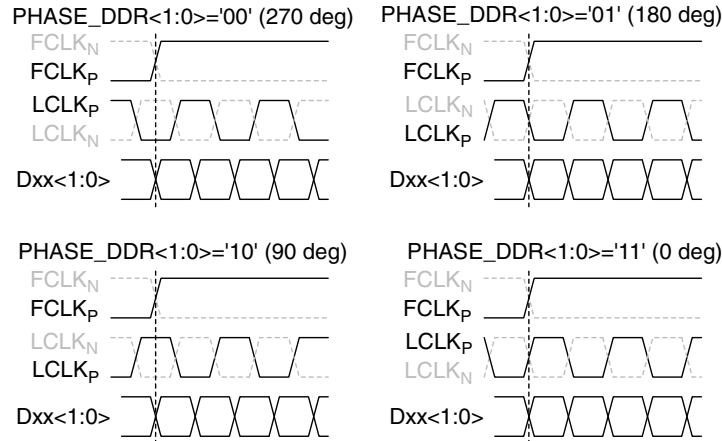 PHASE_DDR<1:0>='00' (270 deg)
FCLKN
FCLKP
LCLKP
LCLKN
Dxx<1:0>
PHASE_DDR<1:0>='01' (180 deg)
FCLKN
FCLKP
LCLKN
LCLKP
Dxx<1:0>
PHASE_DDR<1:0>='10' (90 deg)
FCLKN
FCLKP
LCLKN
LCLKP
Dxx<1:0>
PHASE_DDR<1:0>='11' (0 deg)
FCLKN
FCLKP
LCLKP
LCLKN
Dxx<1:0>